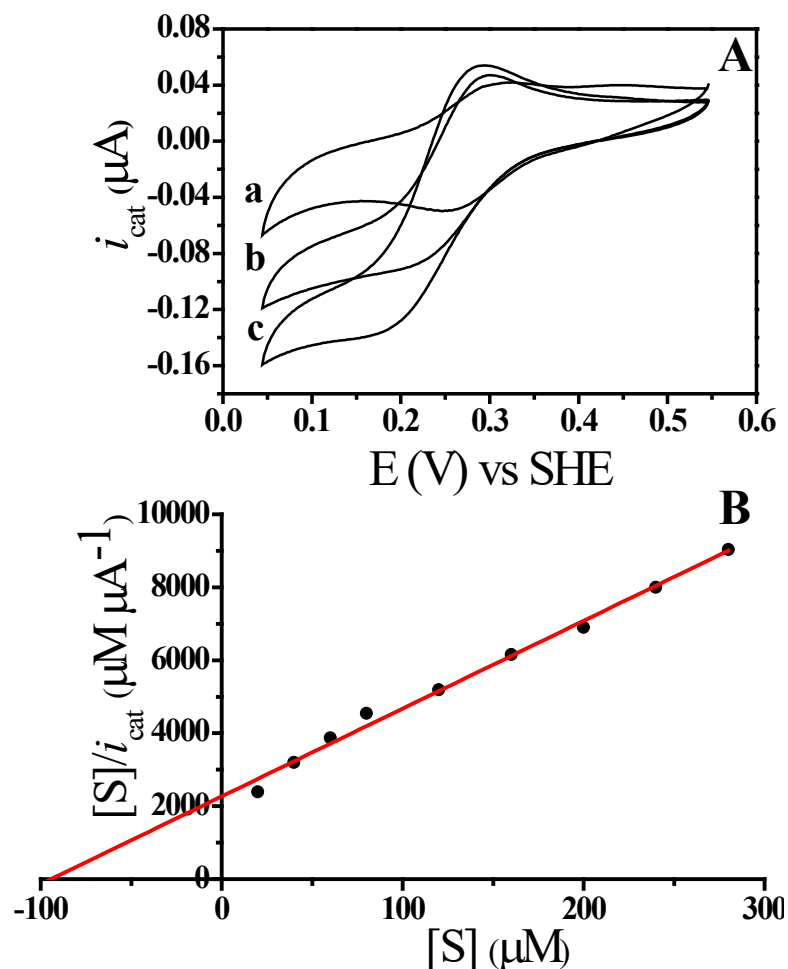 A
0.08
0.04
0.00
-0.04
-0.08
-0.12
-0.16
i cat (μA)
a
b
c
0.0 0.1 0.2 0.3 0.4 0.5 0.6
E (V) vs SHE
B
10000
8000
6000
4000
2000
0
[S]/i cat (μM μA-1)
-100 0 100 200 300
[S] (μM)